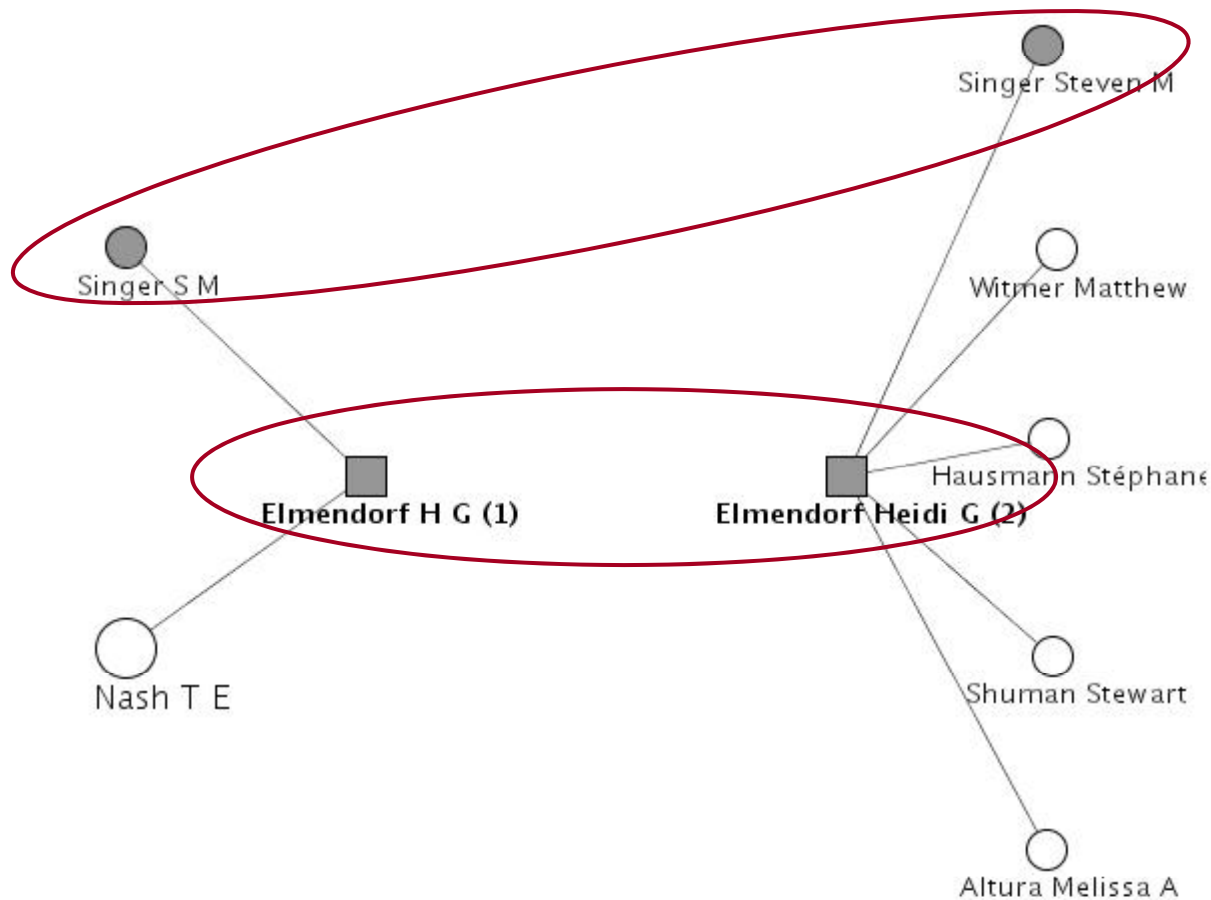 Singer Steven M
Singer S M
Witmer Matthew
Hausmann Stéphane
Elmendorf H G (1)
Elmendorf Heidi G (2)
Nash T E
Shuman Stewart
Altura Melissa A